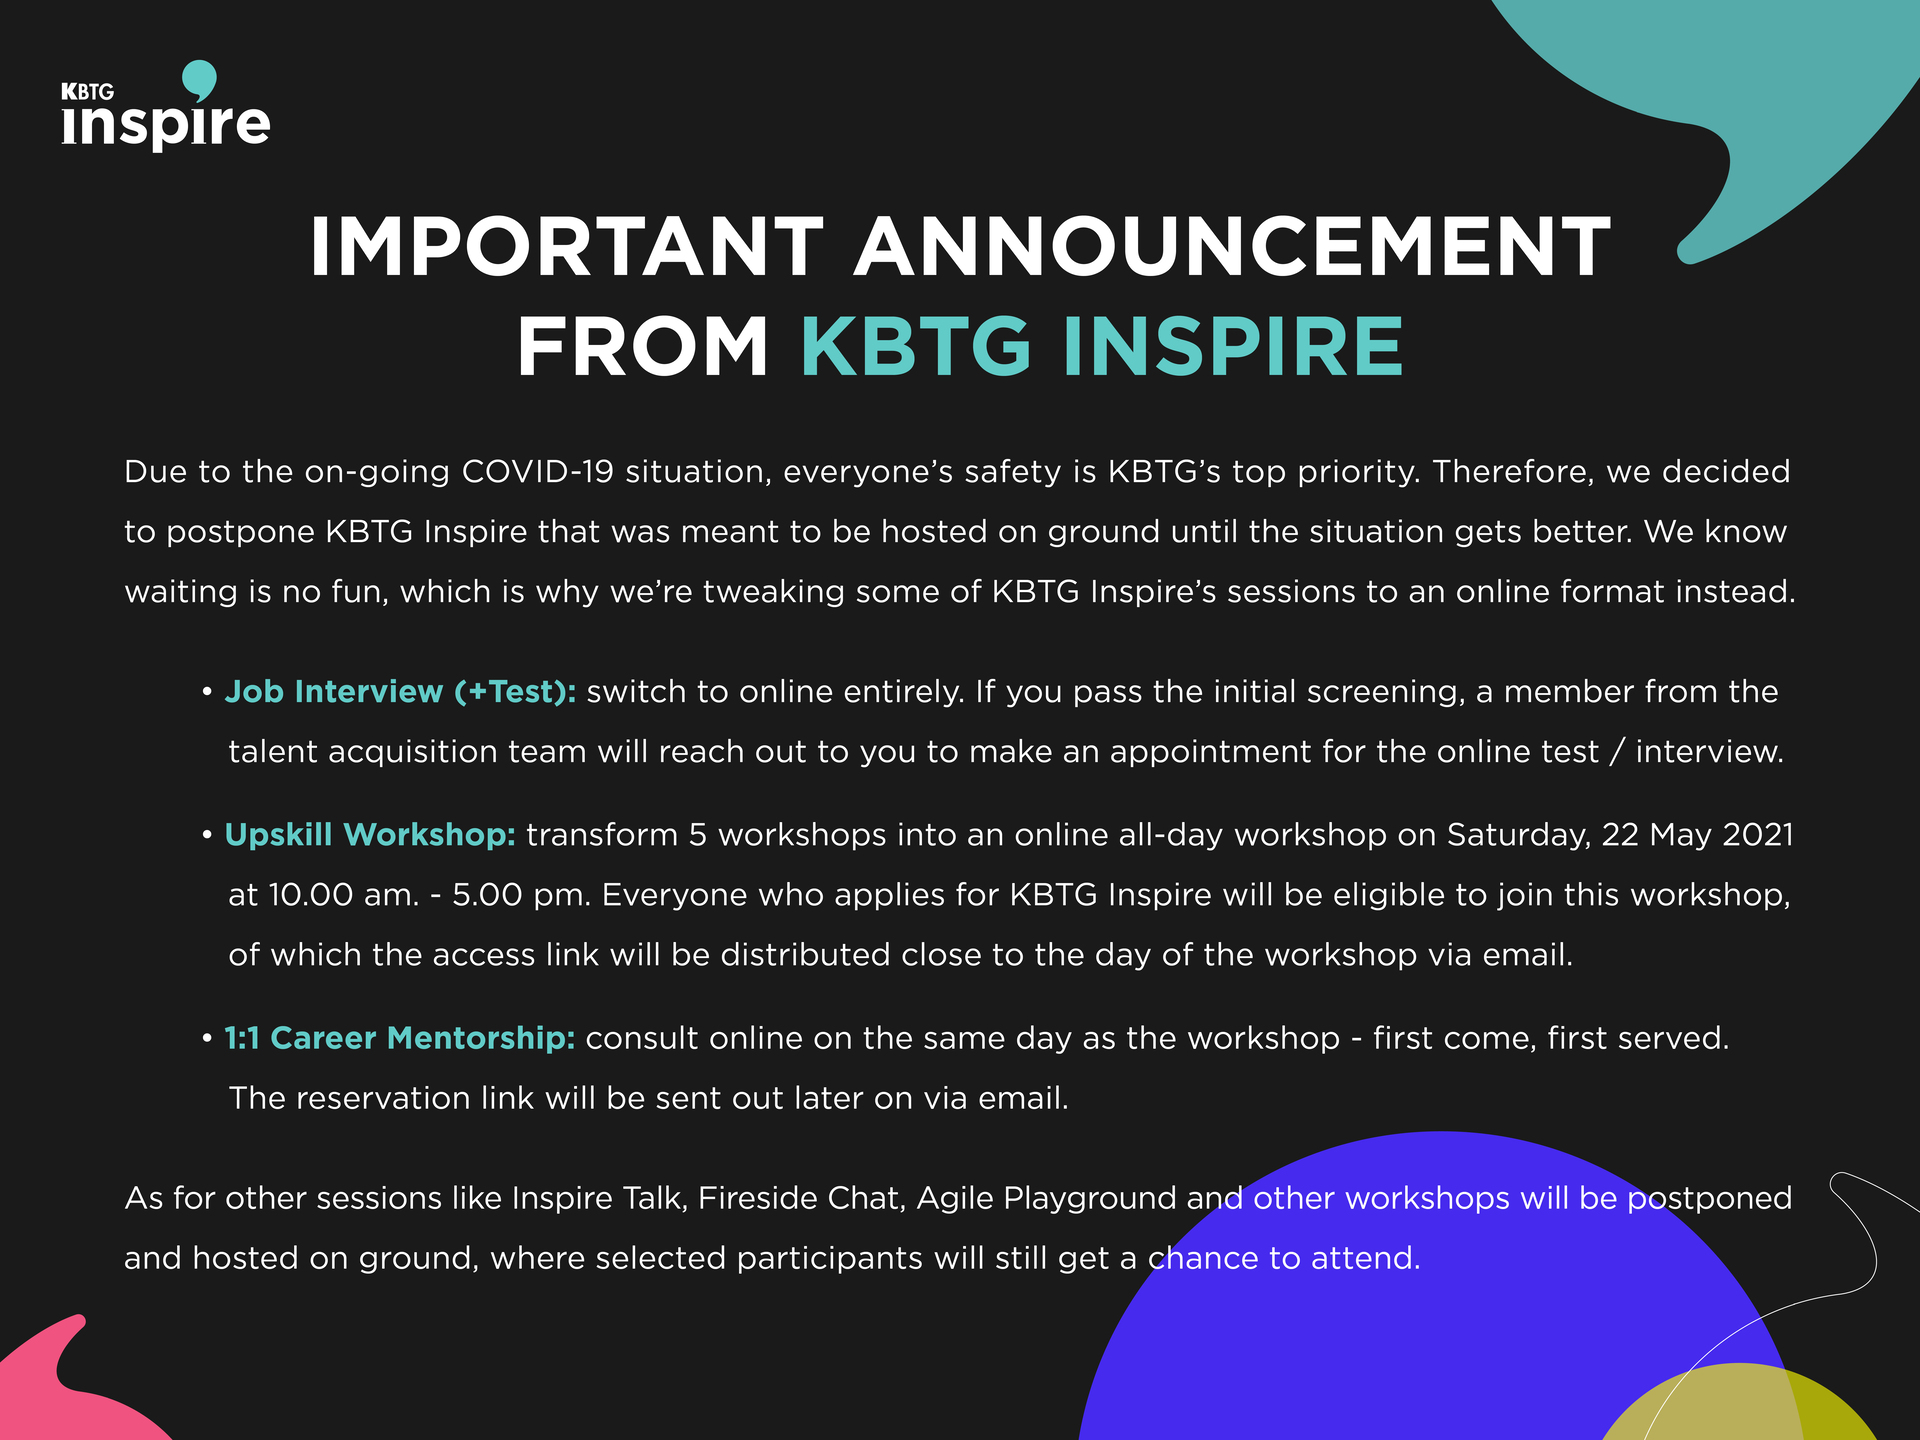 KBTG
inspire
IMPORTANT ANNOUNCEMENT
FROM KBTG INSPIRE
Due to the on-going COVID-19 situation, everyone’s safety is KBTG’s top priority. Therefore, we decided
to postpone KBTG Inspire that was meant to be hosted on ground until the situation gets better. We know
waiting is no fun, which is why we’re tweaking some of KBTG Inspire’s sessions to an online format instead.
• Job Interview (+Test): switch to online entirely. If you pass the initial screening, a member from the
talent acquisition team will reach out to you to make an appointment for the online test / interview.
• Upskill Workshop: transform 5 workshops into an online all-day workshop on Saturday, 22 May 2021
at 10.00 am. - 5.00 pm. Everyone who applies for KBTG Inspire will be eligible to join this workshop,
of which the access link will be distributed close to the day of the workshop via email.
• 1:1 Career Mentorship: consult online on the same day as the workshop - first come, first served.
The reservation link will be sent out later on via email.
As for other sessions like Inspire Talk, Fireside Chat, Agile Playground and other workshops will be postponed
and hosted on ground, where selected participants will still get a chance to attend.